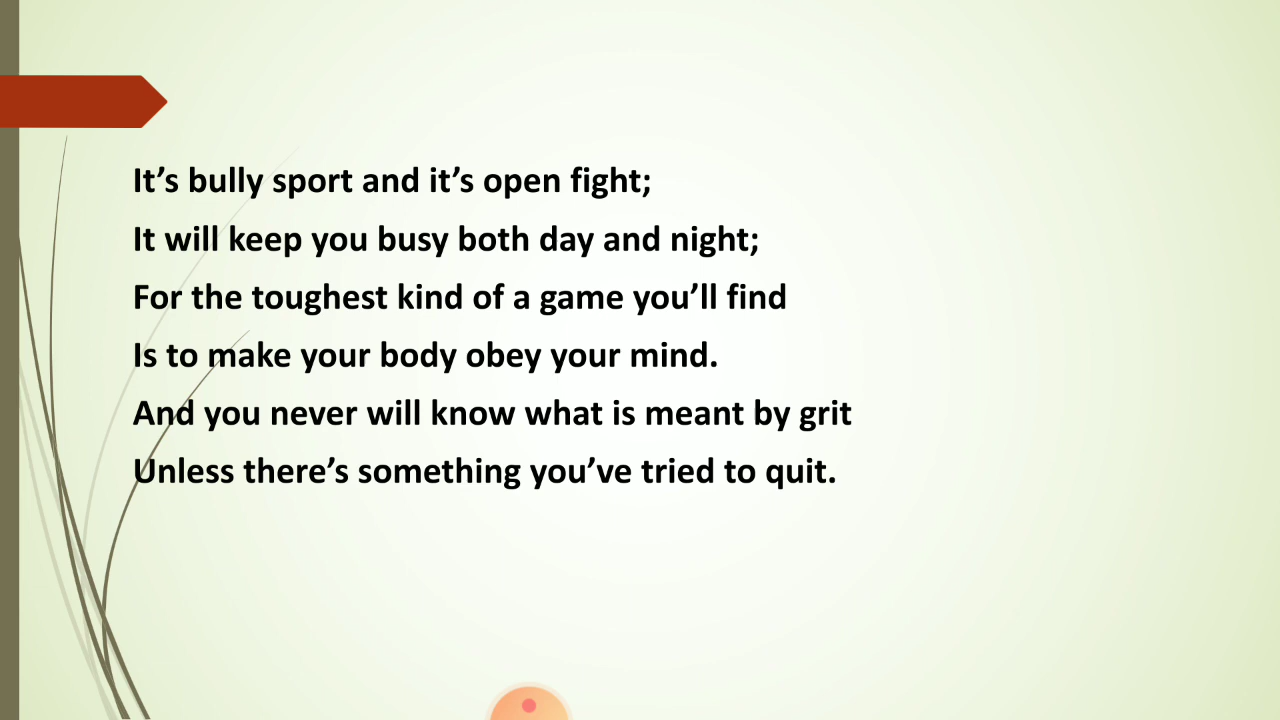 It’s bully sport and it’s open fight;
It will keep you busy both day and night;
For the toughest kind of a game you’ll find
Is to make your body obey your mind.
And you never will know what is meant by grit
Unless there’s something you’ve tried to quit.